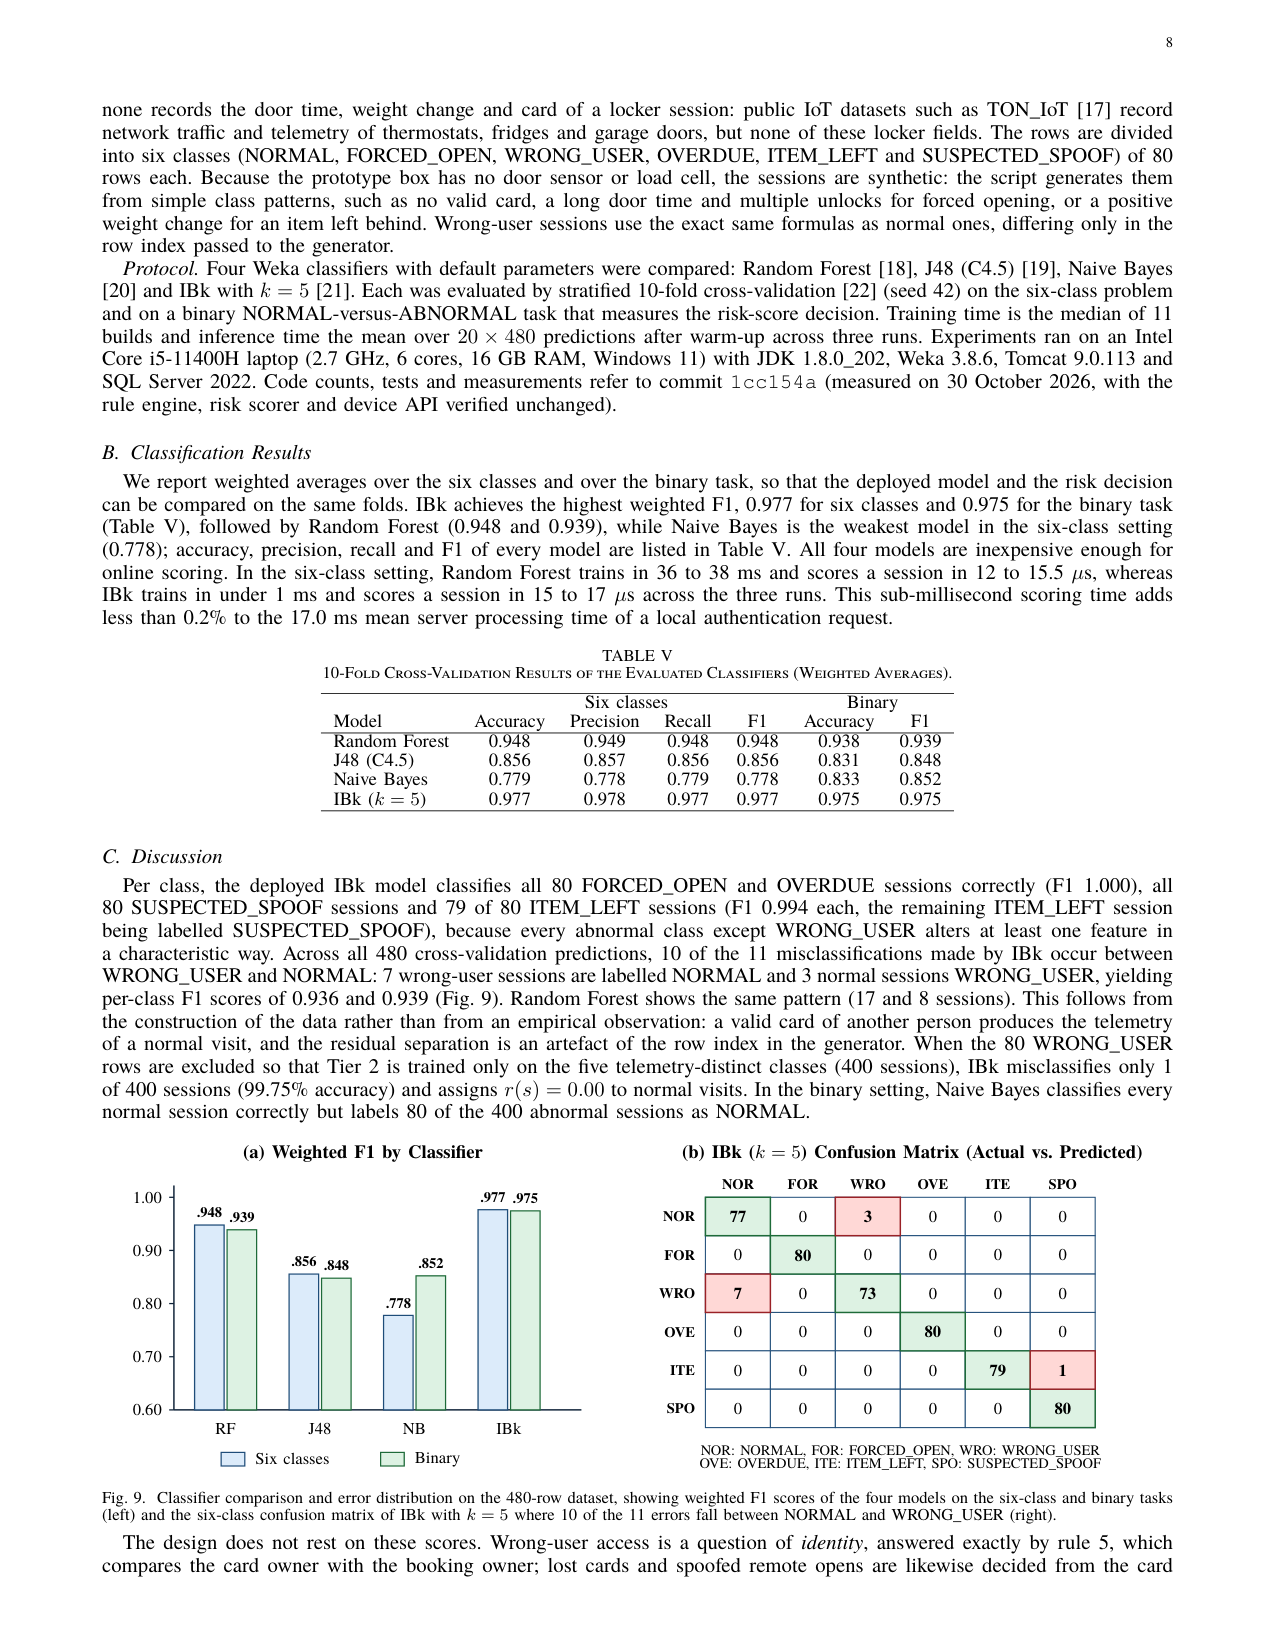 8
none records the door time, weight change and card of a locker session: public IoT datasets such as TON_IoT [17] record
network traffic and telemetry of thermostats, fridges and garage doors, but none of these locker fields. The rows are divided
into six classes (NORMAL, FORCED_OPEN, WRONG_USER, OVERDUE, ITEM_LEFT and SUSPECTED_SPOOF) of 80
rows each. Because the prototype box has no door sensor or load cell, the sessions are synthetic: the script generates them
from simple class patterns, such as no valid card, a long door time and multiple unlocks for forced opening, or a positive
weight change for an item left behind. Wrong-user sessions use the exact same formulas as normal ones, differing only in the
row index passed to the generator.
Protocol. Four Weka classifiers with default parameters were compared: Random Forest [18], J48 (C4.5) [19], Naive Bayes
[20] and IBk with k = 5 [21]. Each was evaluated by stratified 10-fold cross-validation [22] (seed 42) on the six-class problem
and on a binary NORMAL-versus-ABNORMAL task that measures the risk-score decision. Training time is the median of 11
builds and inference time the mean over 20 × 480 predictions after warm-up across three runs. Experiments ran on an Intel
Core i5-11400H laptop (2.7 GHz, 6 cores, 16 GB RAM, Windows 11) with JDK 1.8.0_202, Weka 3.8.6, Tomcat 9.0.113 and
SQL Server 2022. Code counts, tests and measurements refer to commit 1cc154a (measured on 30 October 2026, with the
rule engine, risk scorer and device API verified unchanged).
B. Classification Results
We report weighted averages over the six classes and over the binary task, so that the deployed model and the risk decision
can be compared on the same folds. IBk achieves the highest weighted F1, 0.977 for six classes and 0.975 for the binary task
(Table V), followed by Random Forest (0.948 and 0.939), while Naive Bayes is the weakest model in the six-class setting
(0.778); accuracy, precision, recall and F1 of every model are listed in Table V. All four models are inexpensive enough for
online scoring. In the six-class setting, Random Forest trains in 36 to 38 ms and scores a session in 12 to 15.5 μs, whereas
IBk trains in under 1 ms and scores a session in 15 to 17 μs across the three runs. This sub-millisecond scoring time adds
less than 0.2% to the 17.0 ms mean server processing time of a local authentication request.
TABLE V
10-FOLD CROSS-VALIDATION RESULTS OF THE EVALUATED CLASSIFIERS (WEIGHTED AVERAGES).
Six classes Binary
Model Accuracy Precision Recall F1 Accuracy F1
Random Forest 0.948 0.949 0.948 0.948 0.938 0.939
J48 (C4.5) 0.856 0.857 0.856 0.856 0.831 0.848
Naive Bayes 0.779 0.778 0.779 0.778 0.833 0.852
IBk (k = 5) 0.977 0.978 0.977 0.977 0.975 0.975
C. Discussion
Per class, the deployed IBk model classifies all 80 FORCED_OPEN and OVERDUE sessions correctly (F1 1.000), all
80 SUSPECTED_SPOOF sessions and 79 of 80 ITEM_LEFT sessions (F1 0.994 each, the remaining ITEM_LEFT session
being labelled SUSPECTED_SPOOF), because every abnormal class except WRONG_USER alters at least one feature in
a characteristic way. Across all 480 cross-validation predictions, 10 of the 11 misclassifications made by IBk occur between
WRONG_USER and NORMAL: 7 wrong-user sessions are labelled NORMAL and 3 normal sessions WRONG_USER, yielding
per-class F1 scores of 0.936 and 0.939 (Fig. 9). Random Forest shows the same pattern (17 and 8 sessions). This follows from
the construction of the data rather than from an empirical observation: a valid card of another person produces the telemetry
of a normal visit, and the residual separation is an artefact of the row index in the generator. When the 80 WRONG_USER
rows are excluded so that Tier 2 is trained only on the five telemetry-distinct classes (400 sessions), IBk misclassifies only 1
of 400 sessions (99.75% accuracy) and assigns r(s) = 0.00 to normal visits. In the binary setting, Naive Bayes classifies every
normal session correctly but labels 80 of the 400 abnormal sessions as NORMAL.
(a) Weighted F1 by Classifier
1.00
0.90
0.80
0.70
0.60
.948 .939
.856 .848
.778 .852
.977 .975
RF J48 NB IBk
Six classes Binary
(b) IBk (k = 5) Confusion Matrix (Actual vs. Predicted)
NOR FOR WRO OVE ITE SPO
NOR 77 0 3 0 0 0
FOR 0 80 0 0 0 0
WRO 7 0 73 0 0 0
OVE 0 0 0 80 0 0
ITE 0 0 0 0 79 1
SPO 0 0 0 0 0 80
NOR: NORMAL, FOR: FORCED_OPEN, WRO: WRONG_USER
OVE: OVERDUE, ITE: ITEM_LEFT, SPO: SUSPECTED_SPOOF
Fig. 9. Classifier comparison and error distribution on the 480-row dataset, showing weighted F1 scores of the four models on the six-class and binary tasks
(left) and the six-class confusion matrix of IBk with k = 5 where 10 of the 11 errors fall between NORMAL and WRONG_USER (right).
The design does not rest on these scores. Wrong-user access is a question of identity, answered exactly by rule 5, which
compares the card owner with the booking owner; lost cards and spoofed remote opens are likewise decided from the card